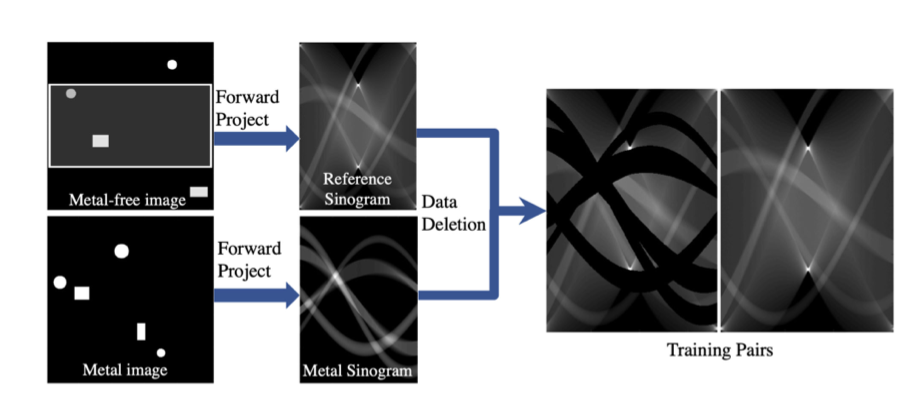 Forward
Project
Metal-free image
Reference
Sinogram
Data
Deletion
Forward
Project
Metal image
Metal Sinogram
Training Pairs